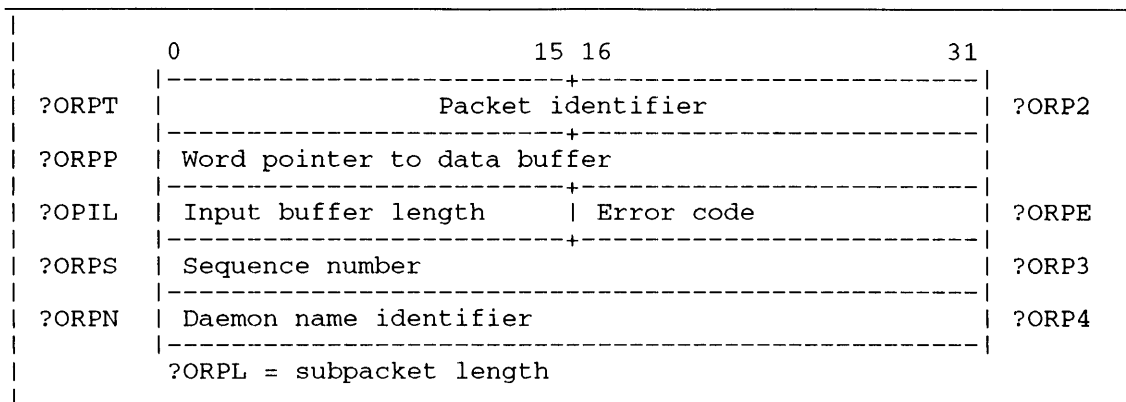 0 15 16 31
?ORPT Packet identifier ?ORP2
?ORPP Word pointer to data buffer
?OPIL Input buffer length | Error code ?ORPE
?ORPS Sequence number ?ORP3
?ORPN Daemon name identifier ?ORP4
?ORPL = subpacket length